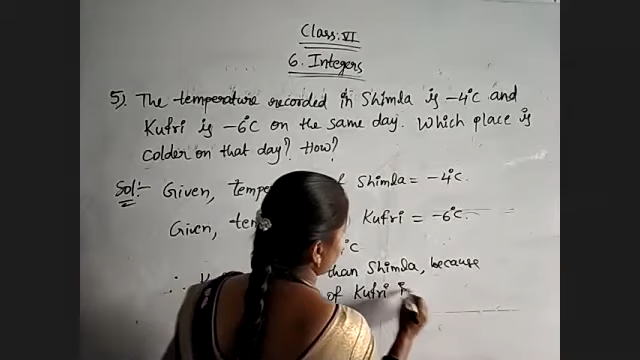 Class: VI
6. Integers
5). The temperature recorded in Shimla is -4°C and
Kufri is -6°C on the same day. Which place is
colder on that day? How?
Sol:- Given, of Shimla = -4°C.
Given, Kufri = -6°C.
°C
∴ than Shimla, because
of Kufri